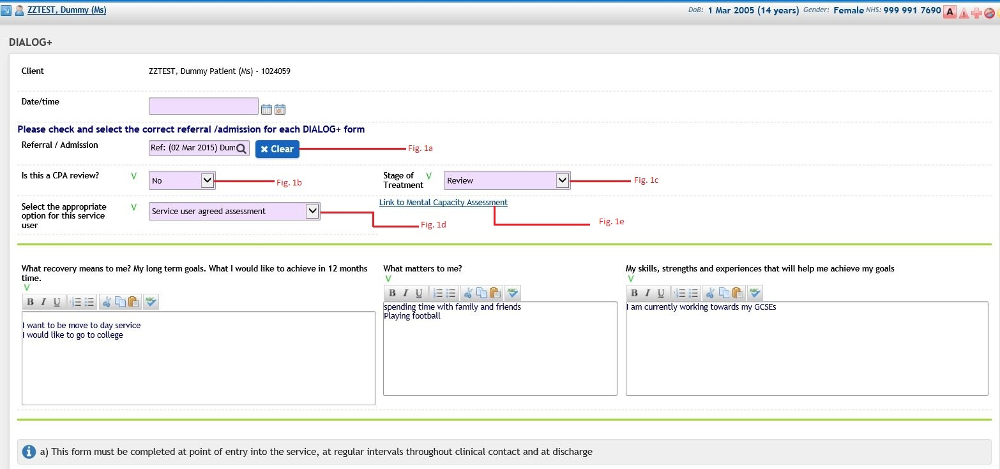 ZZTEST, Dummy (Ms)
DoB: 1 Mar 2005 (14 years) Gender: Female NHS: 999 991 7690 A
DIALOG+
Client
ZZTEST, Dummy Patient (Ms) - 1024059
Date/time
Please check and select the correct referral /admission for each DIALOG+ form
Referral / Admission
Ref: (02 Mar 2015) Dum
Clear
Fig. 1a
Is this a CPA review?
V
No
Fig. 1b
Stage of
Treatment
V
Review
Fig. 1c
Select the appropriate
option for this service
user
V
Service user agreed assessment
Fig. 1d
Link to Mental Capacity Assessment
Fig. 1e
What recovery means to me? My long term goals. What I would like to achieve in 12 months
time.
V
B I U ABC
I want to be move to day service
I would like to go to college
What matters to me?
V
B I U ABC
spending time with family and friends
Playing football
My skills, strengths and experiences that will help me achieve my goals
V
B I U ABC
I am currently working towards my GCSEs
i a) This form must be completed at point of entry into the service, at regular intervals throughout clinical contact and at discharge